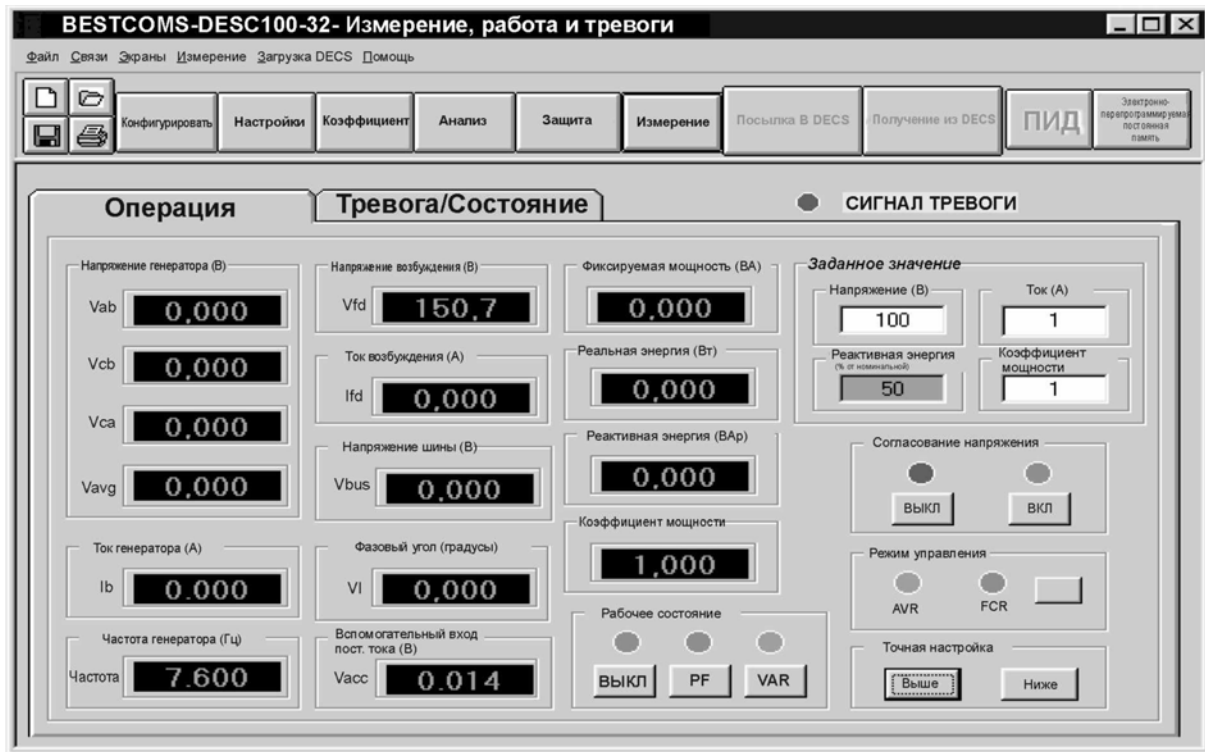 BESTCOMS-DESC100-32- Измерение, работа и тревоги
Файл Связи Экраны Измерение Загрузка DECS Помощь
Конфигурировать Настройки Коэффициент Анализ Защита Измерение Посылка В DECS Получение из DECS ПИД
Электронно-
перепрограммируемая
постоянная
память
Операция Тревога/Состояние СИГНАЛ ТРЕВОГИ
Напряжение генератора (В)
Vab 0,000
Vcb 0,000
Vca 0,000
Vavg 0,000
Ток генератора (А)
Ib 0.000
Частота генератора (Гц)
Частота 7.600
Напряжение возбуждения (В)
Vfd 150,7
Ток возбуждения (А)
Ifd 0,000
Напряжение шины (В)
Vbus 0,000
Фазовый угол (градусы)
VI 0,000
Вспомогательный вход
пост. тока (В)
Vacc 0.014
Фиксируемая мощность (ВА)
0,000
Реальная энергия (Вт)
0,000
Реактивная энергия (ВАр)
0,000
Коэффициент мощности
1,000
Рабочее состояние
ВЫКЛ PF VAR
Заданное значение
Напряжение (В)
100
Ток (А)
1
Реактивная энергия
(% от номинальной)
50
Коэффициент
мощности
1
Согласование напряжения
ВЫКЛ ВКЛ
Режим управления
AVR FCR
Точная настройка
Выше Ниже